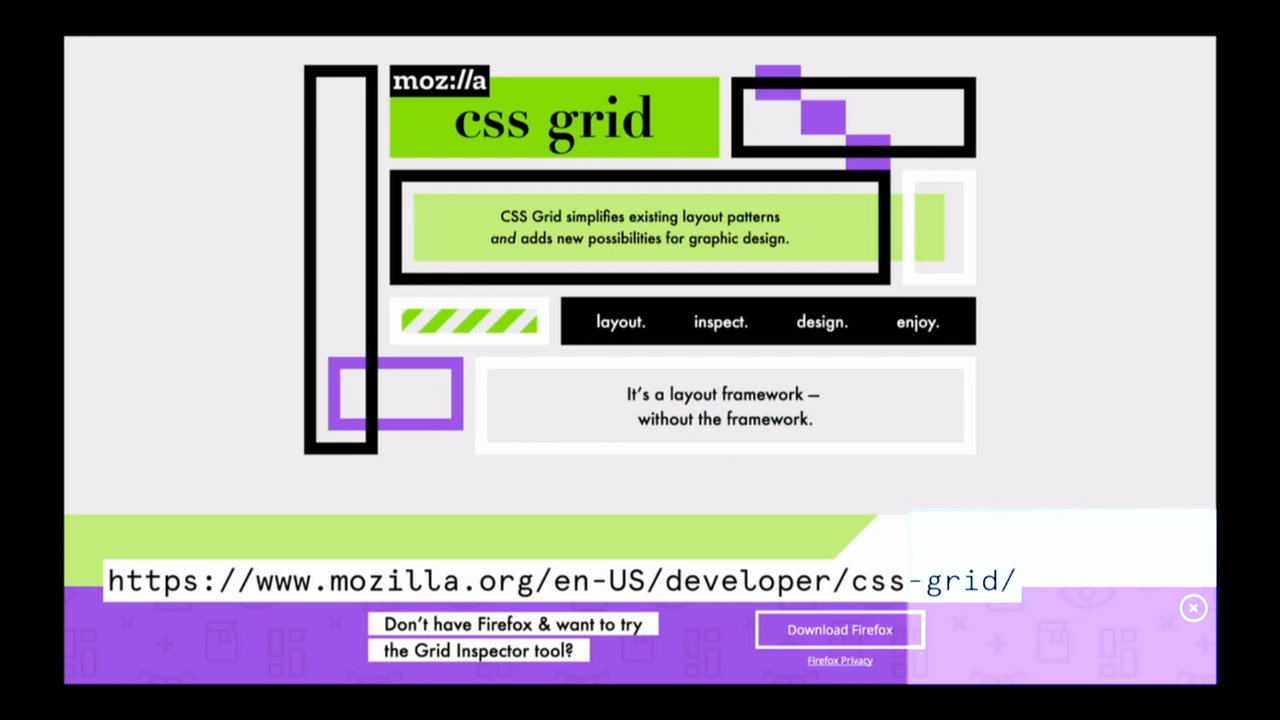 moz://a
css grid
CSS Grid simplifies existing layout patterns
and adds new possibilities for graphic design.
layout. inspect. design. enjoy.
It’s a layout framework —
without the framework.
https://www.mozilla.org/en-US/developer/css-grid/
Don’t have Firefox & want to try
the Grid Inspector tool?
Download Firefox
Firefox Privacy